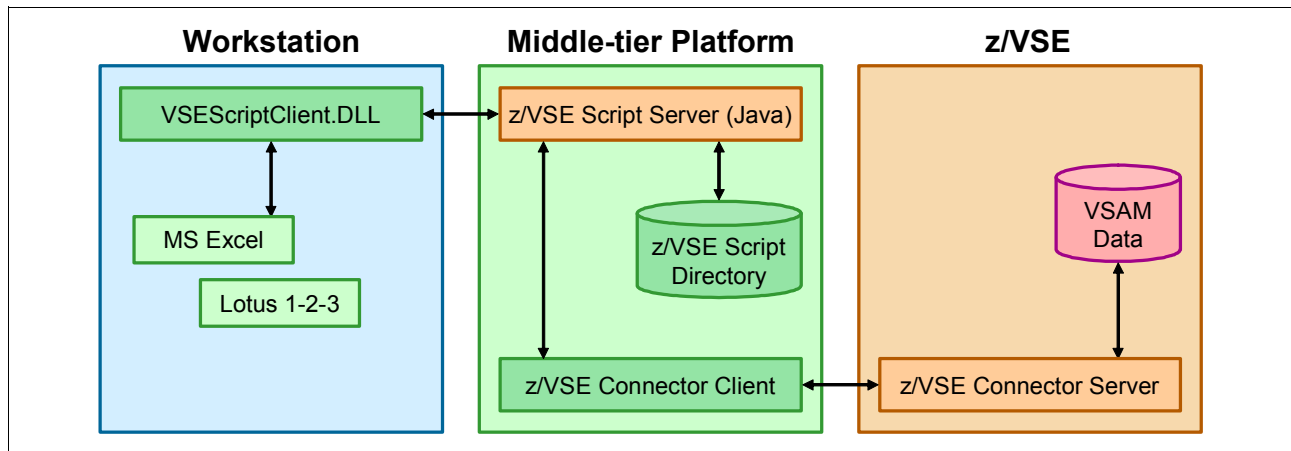 Workstation
Middle-tier Platform
z/VSE
VSEScriptClient.DLL
z/VSE Script Server (Java)
MS Excel
Lotus 1-2-3
z/VSE Script
Directory
VSAM
Data
z/VSE Connector Client
z/VSE Connector Server